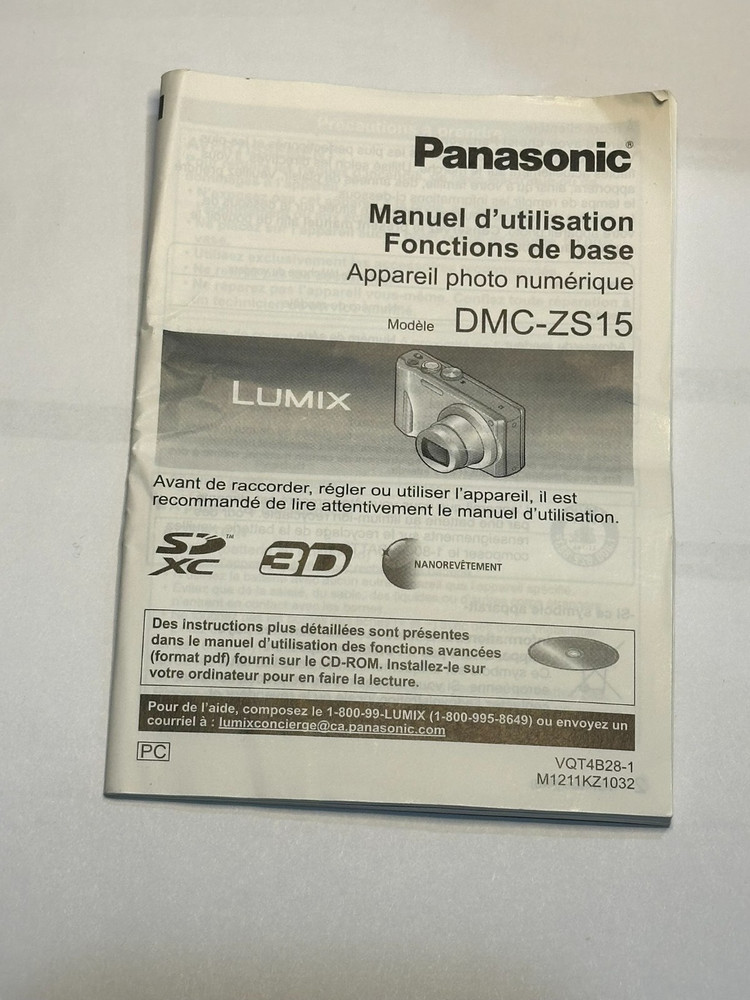 Panasonic®
Manuel d'utilisation
Fonctions de base
Appareil photo numérique
Modèle DMC-ZS15
LUMIX
Avant de raccorder, régler ou utiliser l'appareil, il est
recommandé de lire attentivement le manuel d'utilisation.
SD XC™ 3D NANOREVÊTEMENT
Des instructions plus détaillées sont présentes
dans le manuel d'utilisation des fonctions avancées
(format pdf) fourni sur le CD-ROM. Installez-le sur
votre ordinateur pour en faire la lecture.
Pour de l'aide, composez le 1-800-99-LUMIX (1-800-995-8649) ou envoyez un
courriel à : lumixconcierge@ca.panasonic.com
PC
VQT4B28-1
M1211KZ1032